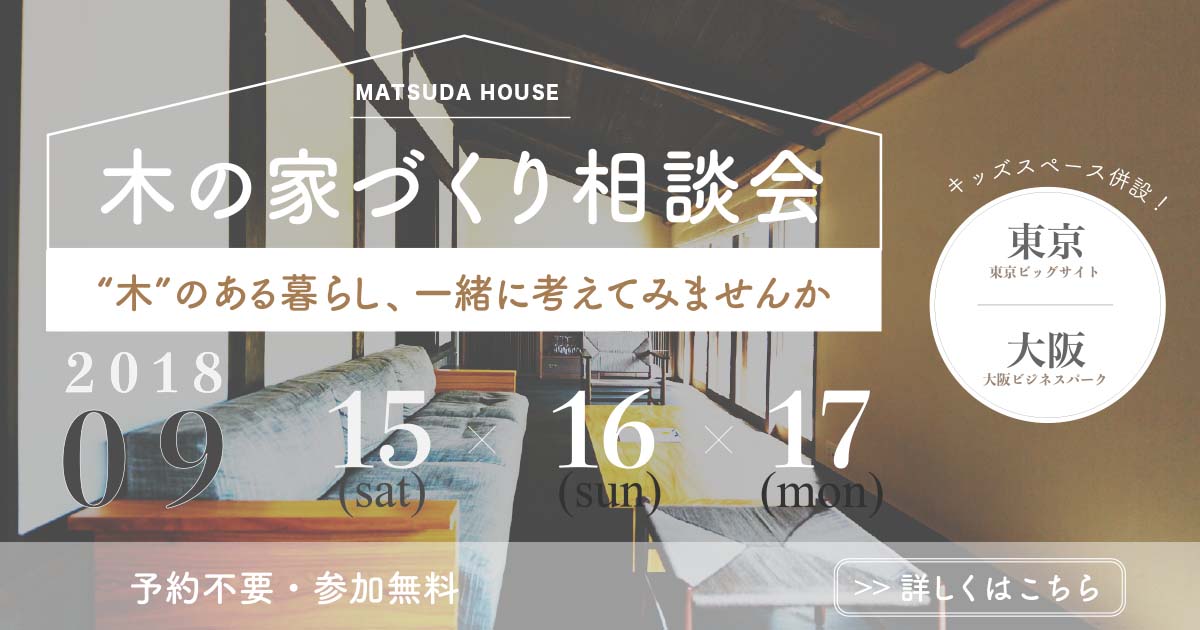 MATSUDA HOUSE
木の家づくり相談会
“木”のある暮らし、一緒に考えてみませんか
キッズスペース併設！
東京
東京ビッグサイト
大阪
大阪ビジネスパーク
2018
09
15 × 16 × 17
(sat) (sun) (mon)
予約不要・参加無料
>> 詳しくはこちら